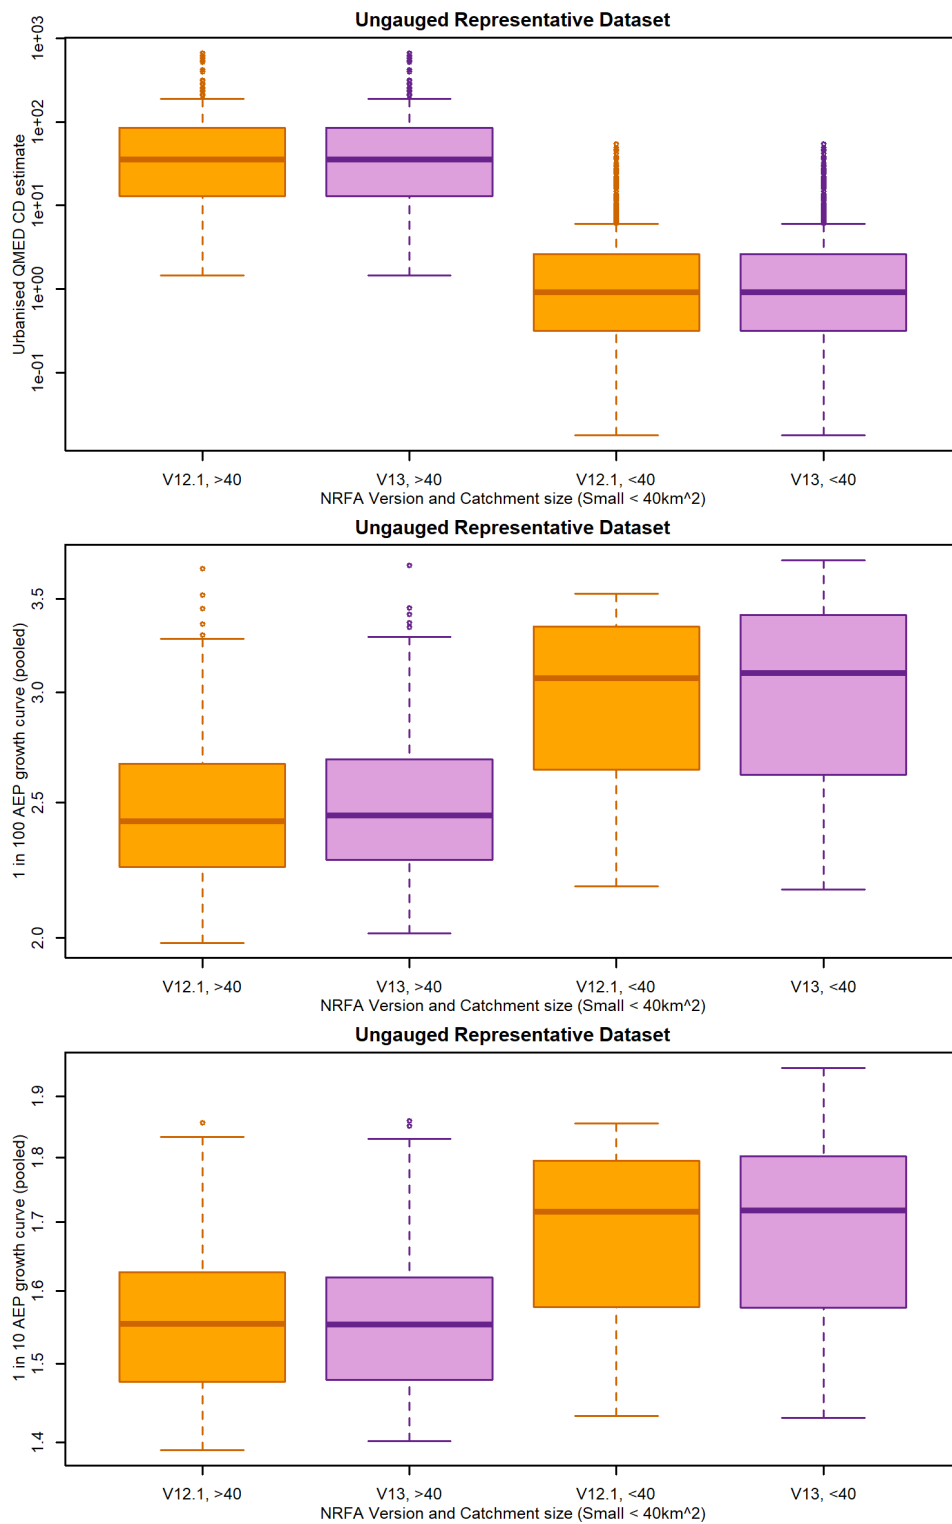 Ungauged Representative Dataset
Urbanised QMED CD estimate
1e+03
1e+02
1e+01
1e+00
1e-01
V12.1, >40 V13, >40 V12.1, <40 V13, <40
NRFA Version and Catchment size (Small < 40km^2)
Ungauged Representative Dataset
1 in 100 AEP growth curve (pooled)
3.5
3.0
2.5
2.0
V12.1, >40 V13, >40 V12.1, <40 V13, <40
NRFA Version and Catchment size (Small < 40km^2)
Ungauged Representative Dataset
1 in 10 AEP growth curve (pooled)
1.9
1.8
1.7
1.6
1.5
1.4
V12.1, >40 V13, >40 V12.1, <40 V13, <40
NRFA Version and Catchment size (Small < 40km^2)